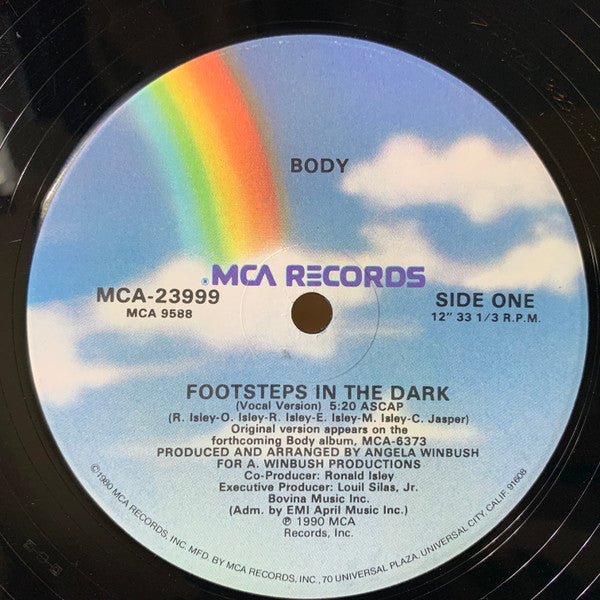 BODY
®MCA RECORDS
MCA-23999
MCA 9588
SIDE ONE
12" 33 1/3 R.P.M.
FOOTSTEPS IN THE DARK
(Vocal Version) 5:20 ASCAP
(R. Isley-O. Isley-R. Isley-E. Isley-M. Isley-C. Jasper)
Original version appears on the
forthcoming Body album, MCA-6373
PRODUCED AND ARRANGED BY ANGELA WINBUSH
FOR A. WINBUSH PRODUCTIONS
Co-Producer: Ronald Isley
Executive Producer: Louil Silas, Jr.
Bovina Music Inc.
(Adm. by EMI April Music Inc.)
℗ 1990 MCA
Records, Inc.
©1980 MCA RECORDS, INC. MFD. BY MCA RECORDS, INC., 70 UNIVERSAL PLAZA, UNIVERSAL CITY, CALIF. 91608